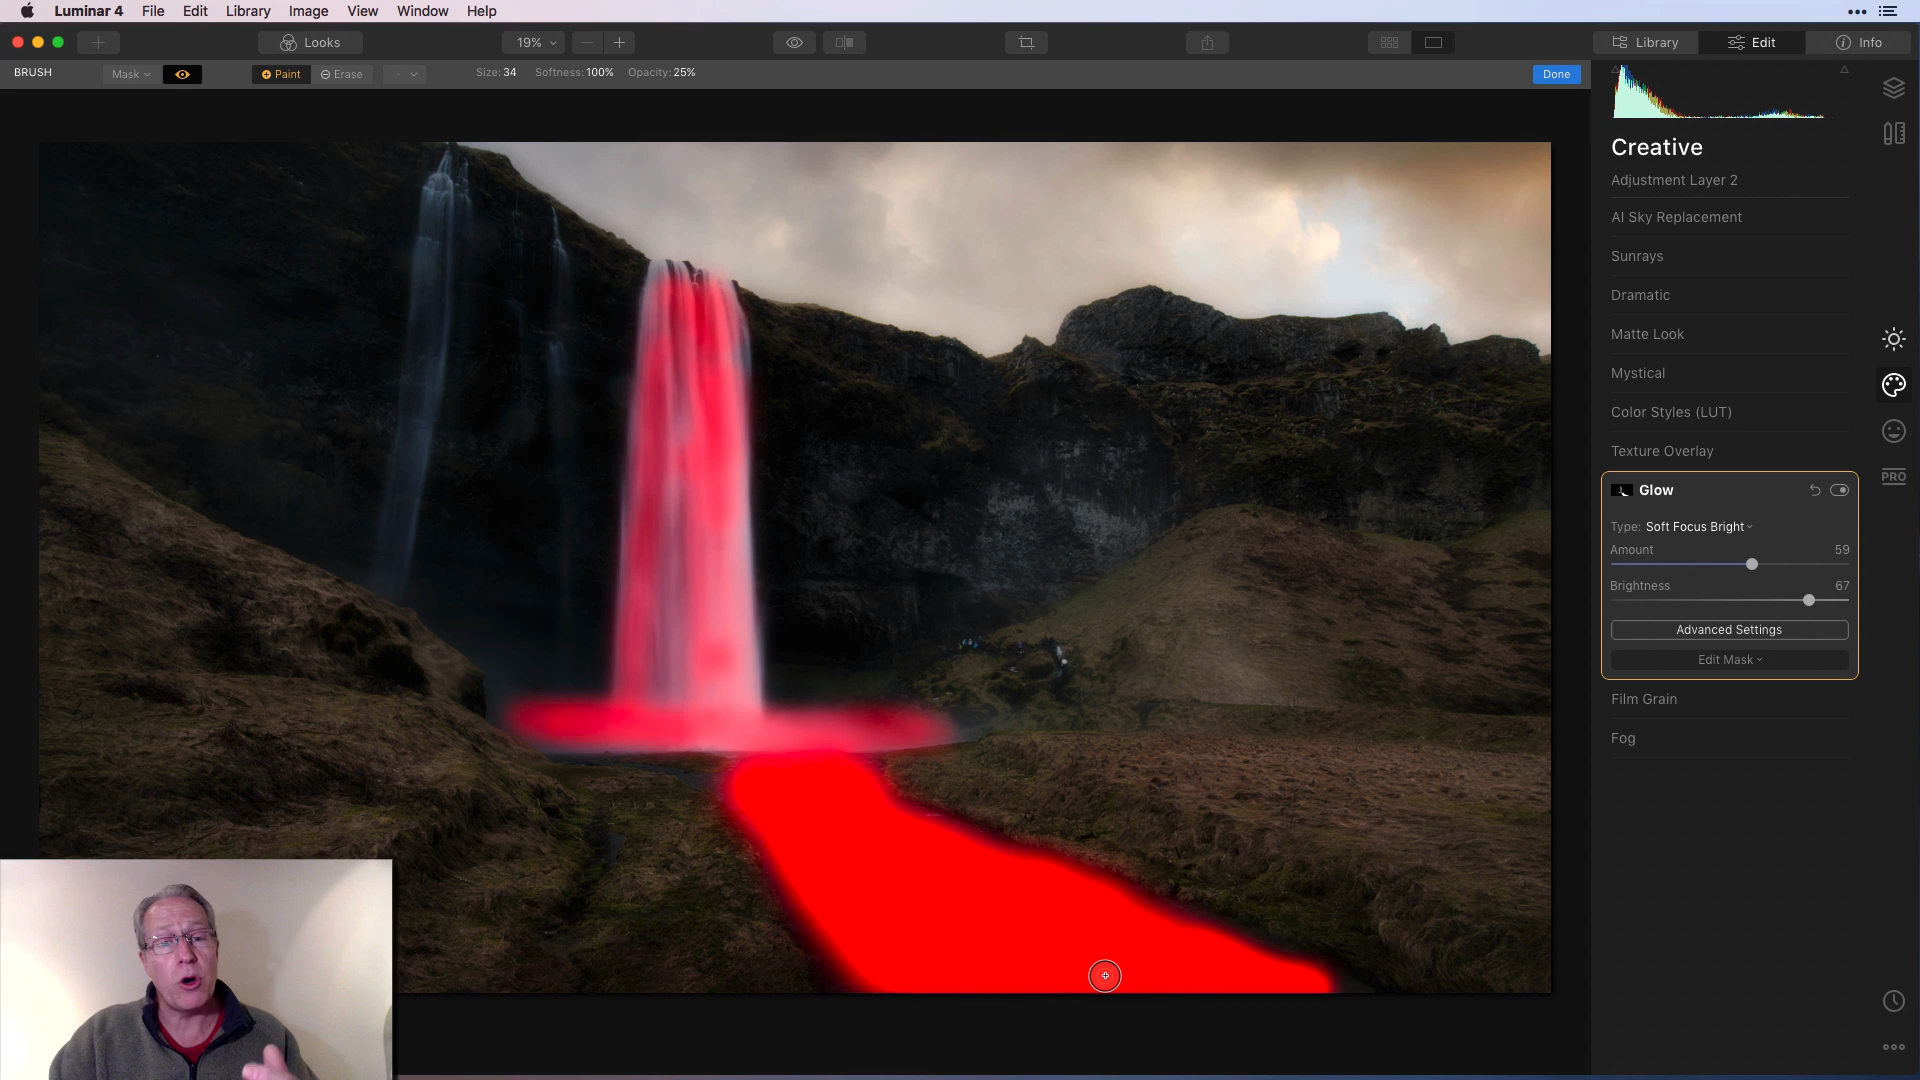 Luminar 4 File Edit Library Image View Window Help
Looks 19% Library Edit Info
BRUSH Mask Paint Erase Size: 34 Softness: 100% Opacity: 25% Done
Creative
Adjustment Layer 2
AI Sky Replacement
Sunrays
Dramatic
Matte Look
Mystical
Color Styles (LUT)
Texture Overlay
PRO
Glow
Type: Soft Focus Bright
Amount 59
Brightness 67
Advanced Settings
Edit Mask
Film Grain
Fog